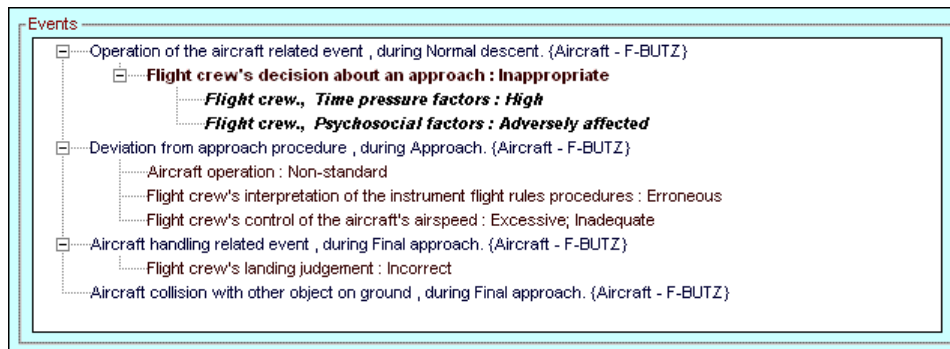 Events
Operation of the aircraft related event , during Normal descent. {Aircraft - F-BUTZ}
Flight crew's decision about an approach : Inappropriate
Flight crew., Time pressure factors : High
Flight crew., Psychosocial factors : Adversely affected
Deviation from approach procedure , during Approach. {Aircraft - F-BUTZ}
Aircraft operation : Non-standard
Flight crew's interpretation of the instrument flight rules procedures : Erroneous
Flight crew's control of the aircraft's airspeed : Excessive; Inadequate
Aircraft handling related event , during Final approach. {Aircraft - F-BUTZ}
Flight crew's landing judgement : Incorrect
Aircraft collision with other object on ground , during Final approach. {Aircraft - F-BUTZ}